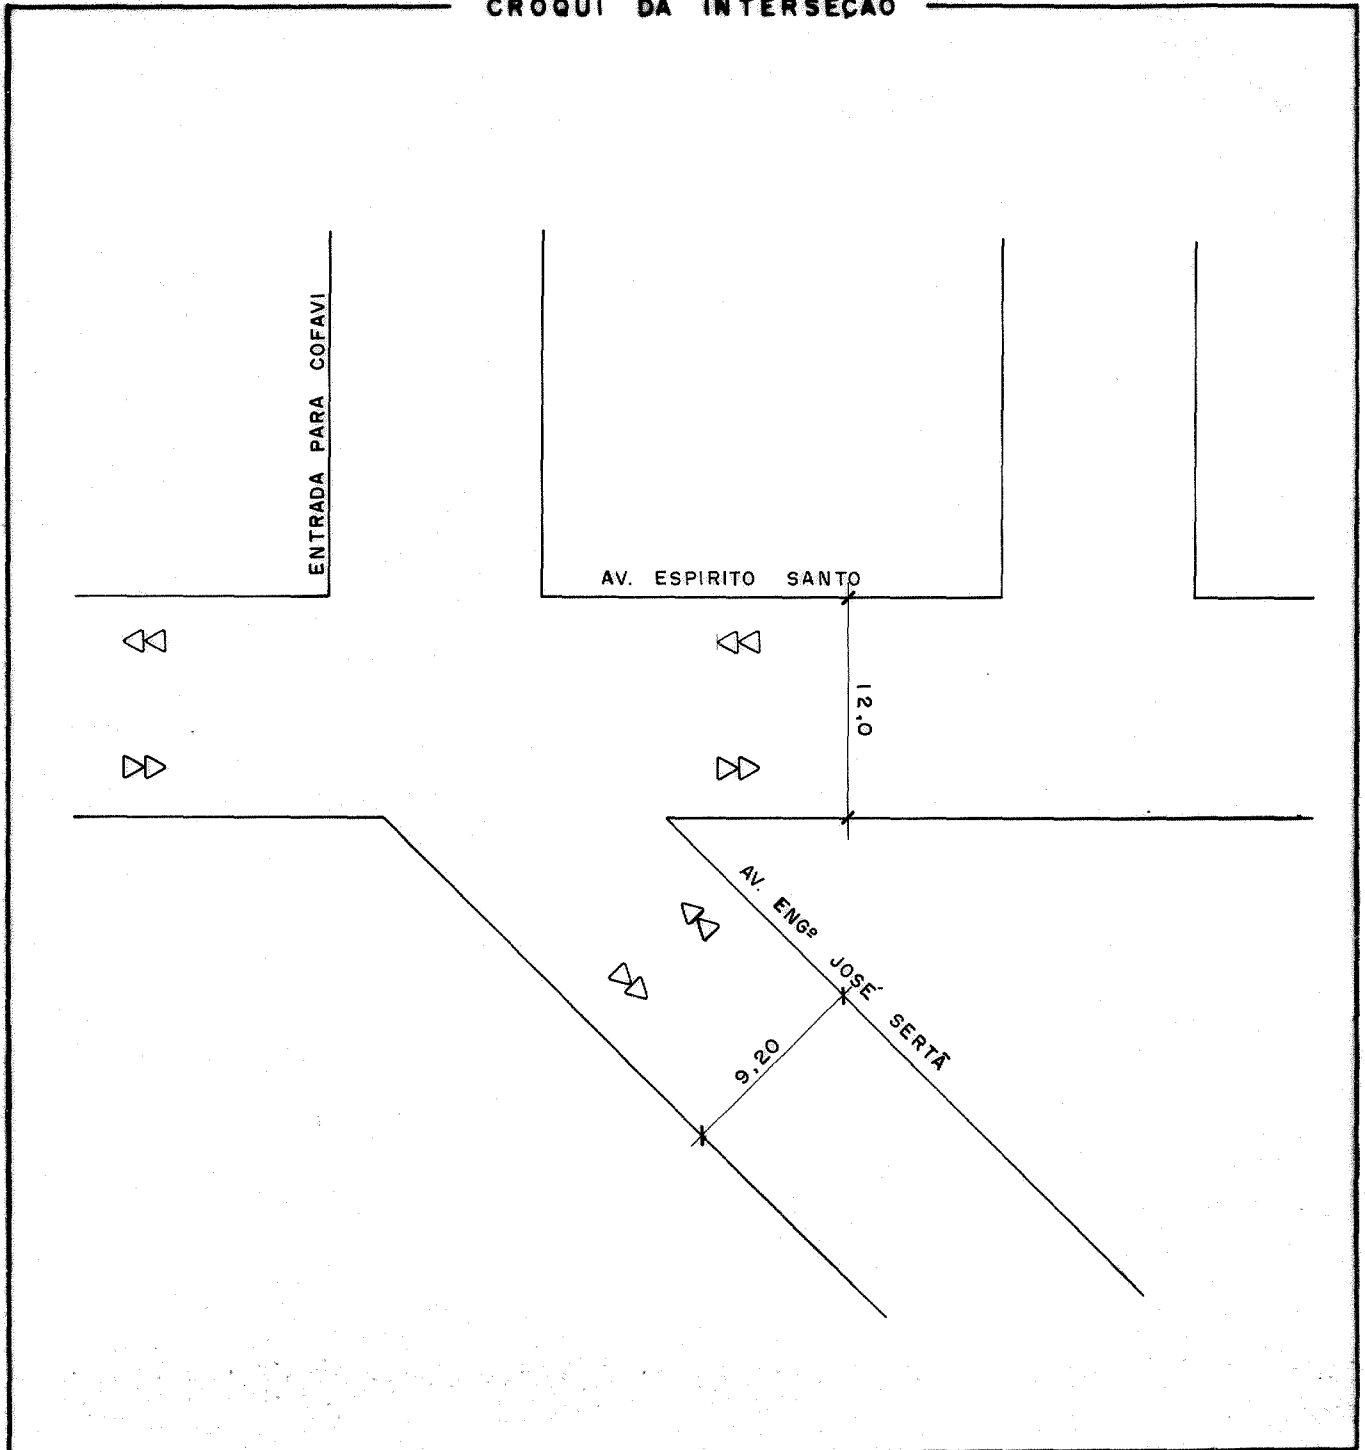 CROQUI DA INTERSEÇÃO
ENTRADA PARA COFAVI
AV. ESPIRITO SANTO
12,0
AV. ENGº JOSÉ SERTÃ
9,20